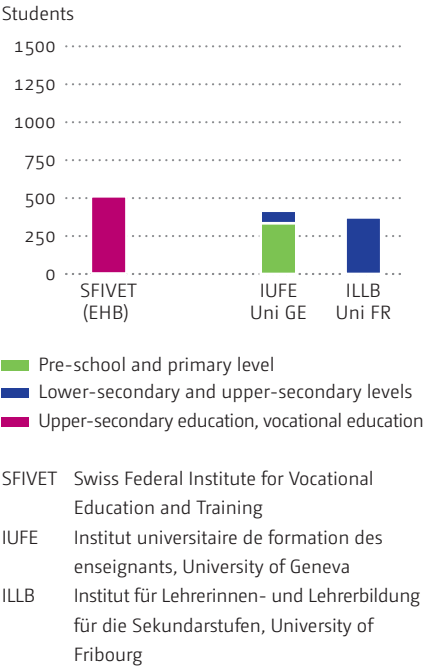 Students
1500
1250
1000
750
500
250
0
SFIVET
(EHB)
IUFE
Uni GE
ILLB
Uni FR
Pre-school and primary level
Lower-secondary and upper-secondary levels
Upper-secondary education, vocational education
SFIVET Swiss Federal Institute for Vocational
Education and Training
IUFE Institut universitaire de formation des
enseignants, University of Geneva
ILLB Institut für Lehrerinnen- und Lehrerbildung
für die Sekundarstufen, University of
Fribourg